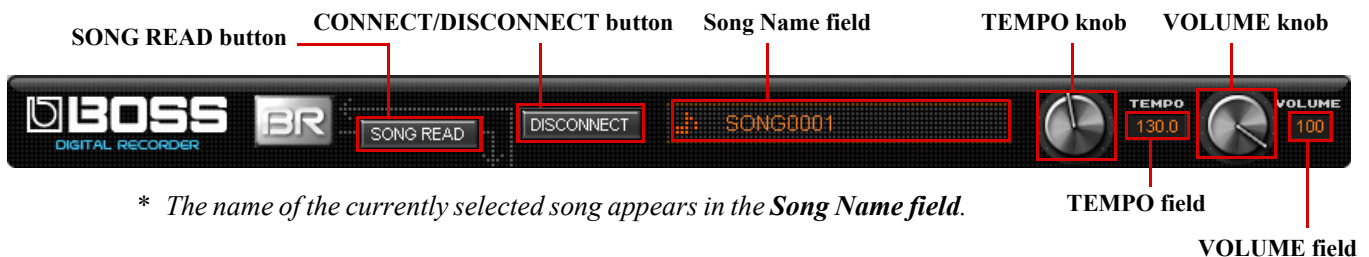 CONNECT/DISCONNECT button
Song Name field
TEMPO knob
VOLUME knob
SONG READ button
BOSS
DIGITAL RECORDER
BR
SONG READ
DISCONNECT
SONG0001
TEMPO
130.0
VOLUME
100
* The name of the currently selected song appears in the Song Name field.
TEMPO field
VOLUME field